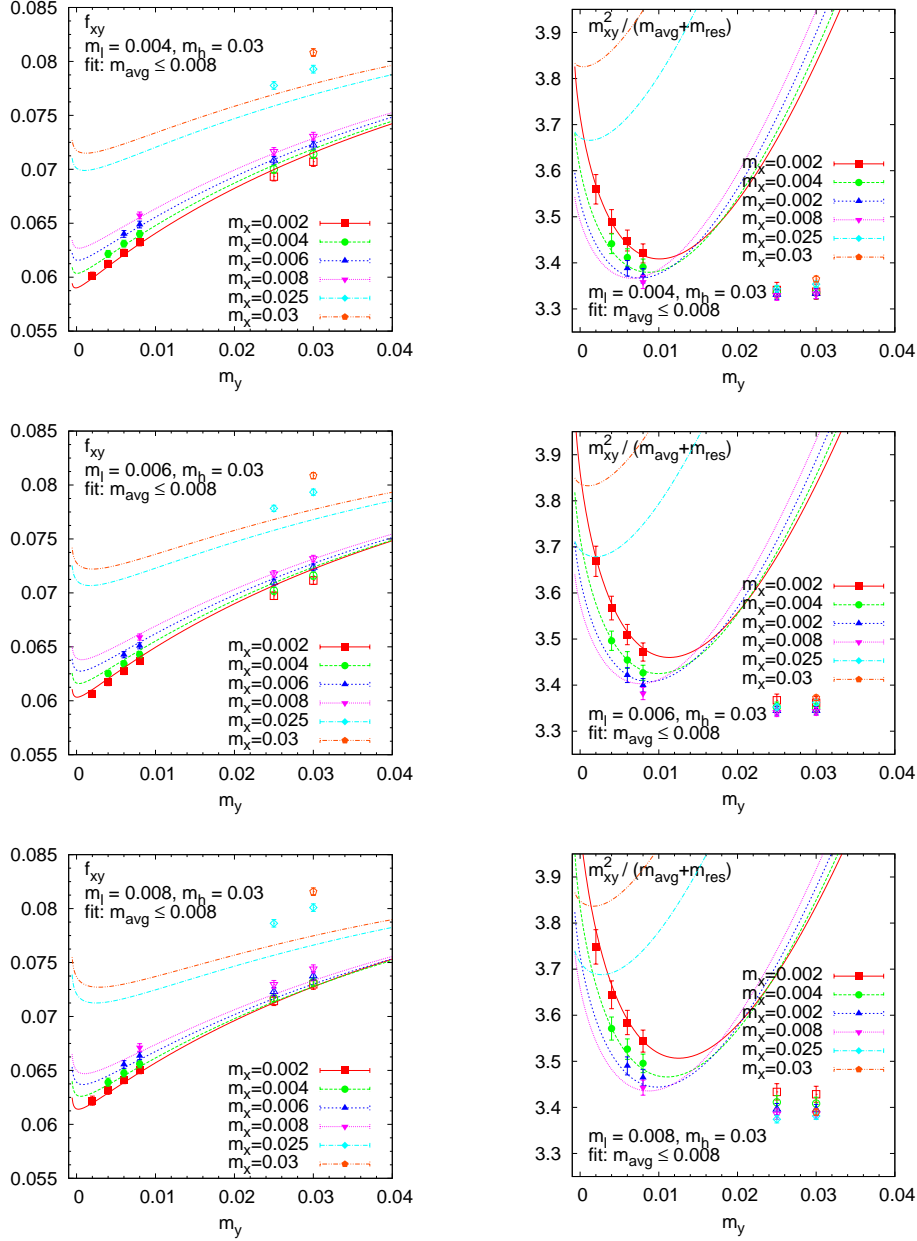 f_xy
m_l = 0.004, m_h = 0.03
fit: m_avg ≤ 0.008
0.085
0.08
0.075
0.07
0.065
0.06
0.055
m_x=0.002
m_x=0.004
m_x=0.006
m_x=0.008
m_x=0.025
m_x=0.03
0 0.01 0.02 0.03 0.04
m_y
m_xy^2 / (m_avg+m_res)
3.9
3.8
3.7
3.6
3.5
3.4
3.3
m_x=0.002
m_x=0.004
m_x=0.002
m_x=0.008
m_x=0.025
m_x=0.03
m_l = 0.004, m_h = 0.03
fit: m_avg ≤ 0.008
0 0.01 0.02 0.03 0.04
m_y
f_xy
m_l = 0.006, m_h = 0.03
fit: m_avg ≤ 0.008
0.085
0.08
0.075
0.07
0.065
0.06
0.055
m_x=0.002
m_x=0.004
m_x=0.006
m_x=0.008
m_x=0.025
m_x=0.03
0 0.01 0.02 0.03 0.04
m_y
m_xy^2 / (m_avg+m_res)
3.9
3.8
3.7
3.6
3.5
3.4
3.3
m_x=0.002
m_x=0.004
m_x=0.002
m_x=0.008
m_x=0.025
m_x=0.03
m_l = 0.006, m_h = 0.03
fit: m_avg ≤ 0.008
0 0.01 0.02 0.03 0.04
m_y
f_xy
m_l = 0.008, m_h = 0.03
fit: m_avg ≤ 0.008
0.085
0.08
0.075
0.07
0.065
0.06
0.055
m_x=0.002
m_x=0.004
m_x=0.006
m_x=0.008
m_x=0.025
m_x=0.03
0 0.01 0.02 0.03 0.04
m_y
m_xy^2 / (m_avg+m_res)
3.9
3.8
3.7
3.6
3.5
3.4
3.3
m_x=0.002
m_x=0.004
m_x=0.002
m_x=0.008
m_x=0.025
m_x=0.03
m_l = 0.008, m_h = 0.03
fit: m_avg ≤ 0.008
0 0.01 0.02 0.03 0.04
m_y